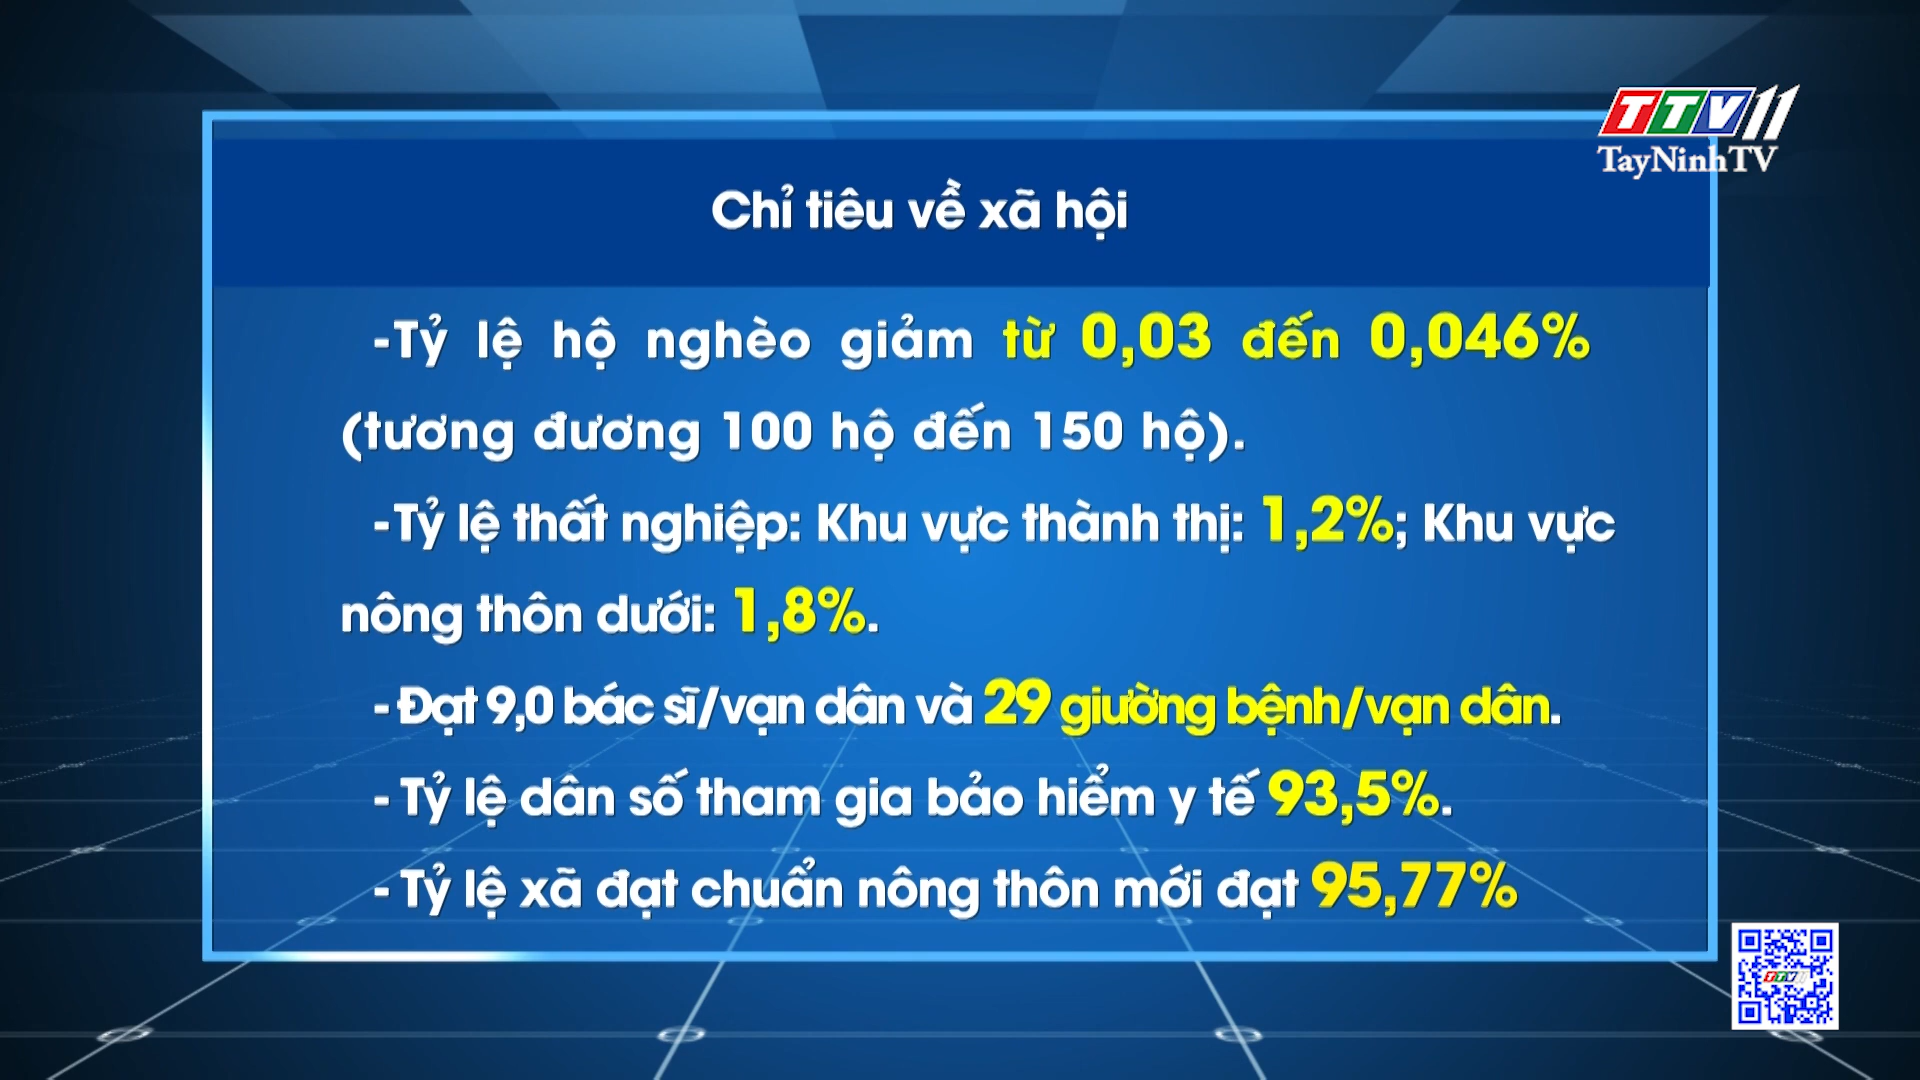 TTV11
TayNinhTV
Chỉ tiêu về xã hội
-Tỷ lệ hộ nghèo giảm từ 0,03 đến 0,046%
(tương đương 100 hộ đến 150 hộ).
-Tỷ lệ thất nghiệp: Khu vực thành thị: 1,2%; Khu vực
nông thôn dưới: 1,8%.
- Đạt 9,0 bác sĩ/vạn dân và 29 giường bệnh/vạn dân.
- Tỷ lệ dân số tham gia bảo hiểm y tế 93,5%.
- Tỷ lệ xã đạt chuẩn nông thôn mới đạt 95,77%
TTV11